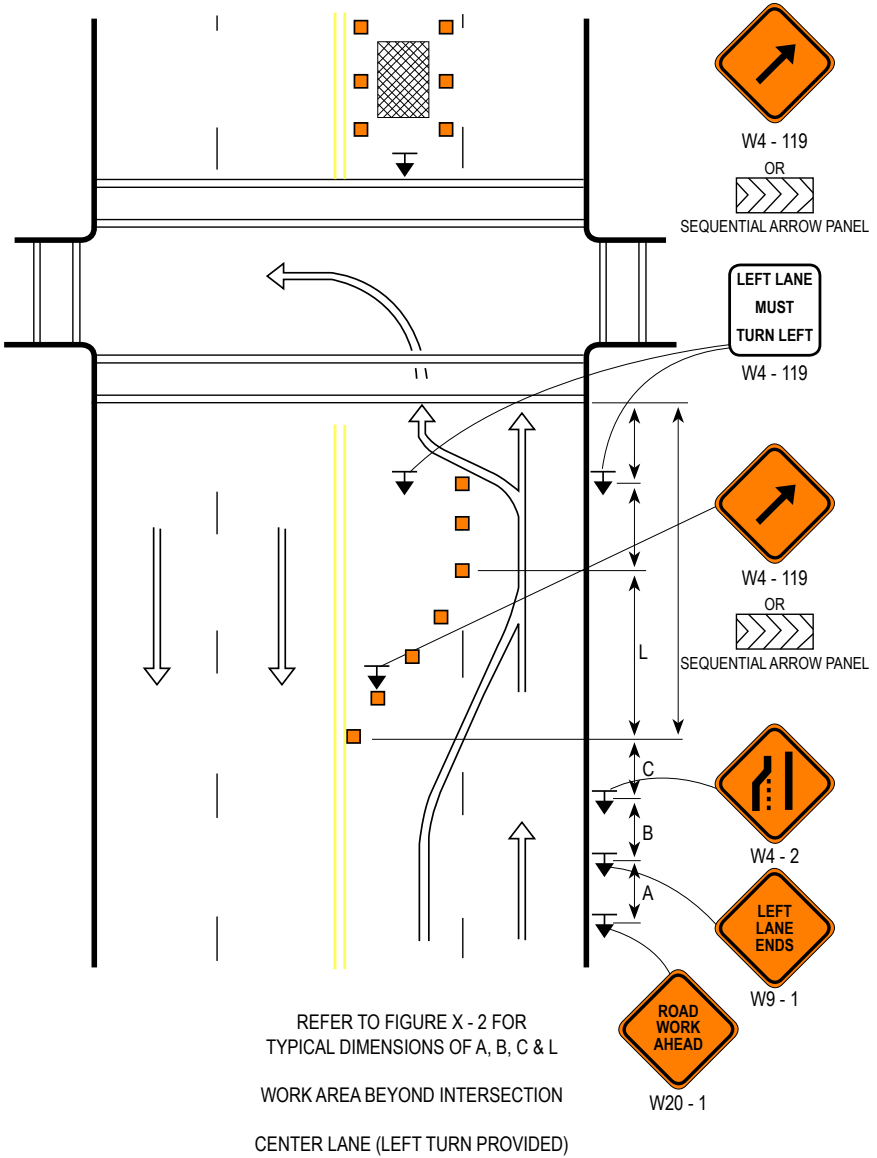 W4 - 119
OR
SEQUENTIAL ARROW PANEL
LEFT LANE
MUST
TURN LEFT
W4 - 119
W4 - 119
OR
SEQUENTIAL ARROW PANEL
L
C
B
A
W4 - 2
LEFT
LANE
ENDS
W9 - 1
ROAD
WORK
AHEAD
W20 - 1
REFER TO FIGURE X - 2 FOR
TYPICAL DIMENSIONS OF A, B, C & L
WORK AREA BEYOND INTERSECTION
CENTER LANE (LEFT TURN PROVIDED)